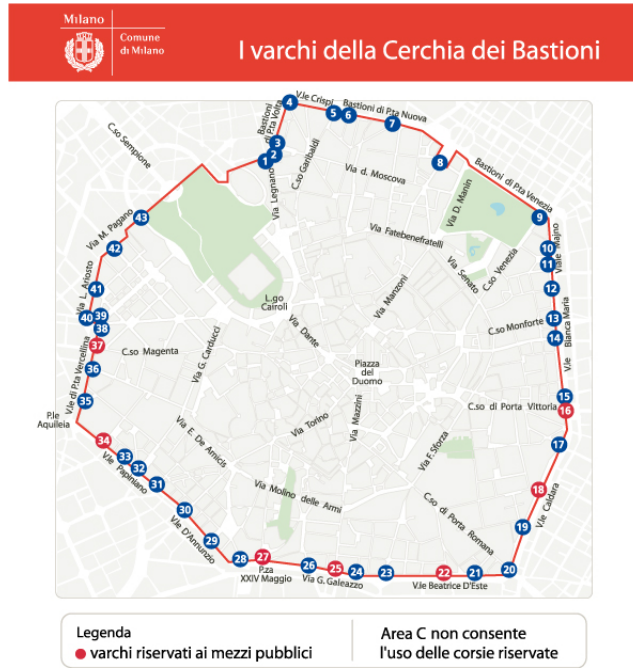 Milano
Comune
di Milano
I varchi della Cerchia dei Bastioni
4
V.le Crispi
5
6
Bastioni di P.ta Nuova
7
Bastioni
di P.ta Volta
3
2
1
8
C.so Sempione
Via Legnano
C.so Garibaldi
Via d. Moscova
Bastioni di P.ta Venezia
Via D. Manin
9
43
Via M. Pagano
42
Via Fatebenefratelli
Via Senato
C.so Venezia
Viale Majno
10
11
12
Via L. Ariosto
41
L.go
Cairoli
Via Manzoni
40
39
38
37
Via Dante
C.so Monforte
13
14
V.le Bianca Maria
C.so Magenta
Via G. Carducci
Piazza
del
Duomo
36
V.le di P.ta Vercellina
35
P.le
Aquileia
Via Torino
Via Mazzini
C.so di Porta Vittoria
15
16
17
34
33
32
31
V.le Papiniano
Via E. De Amicis
Via F. Sforza
Via Molino delle Armi
C.so di Porta Romana
18
V.le Caldara
30
29
V.le D'Annunzio
19
28
27
P.za
XXIV Maggio
26
25
Via G. Galeazzo
24
23
22
V.le Beatrice D'Este
21
20
Legenda
varchi riservati ai mezzi pubblici
Area C non consente
l'uso delle corsie riservate